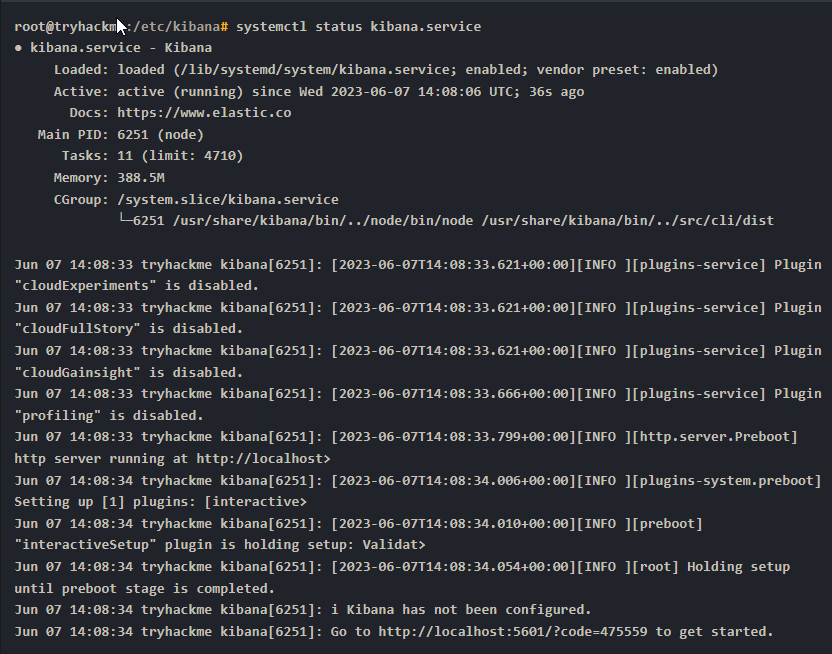 root@tryhackme:/etc/kibana# systemctl status kibana.service
● kibana.service - Kibana
Loaded: loaded (/lib/systemd/system/kibana.service; enabled; vendor preset: enabled)
Active: active (running) since Wed 2023-06-07 14:08:06 UTC; 36s ago
Docs: https://www.elastic.co
Main PID: 6251 (node)
Tasks: 11 (limit: 4710)
Memory: 388.5M
CGroup: /system.slice/kibana.service
└─6251 /usr/share/kibana/bin/../node/bin/node /usr/share/kibana/bin/../src/cli/dist
Jun 07 14:08:33 tryhackme kibana[6251]: [2023-06-07T14:08:33.621+00:00][INFO ][plugins-service] Plugin
"cloudExperiments" is disabled.
Jun 07 14:08:33 tryhackme kibana[6251]: [2023-06-07T14:08:33.621+00:00][INFO ][plugins-service] Plugin
"cloudFullStory" is disabled.
Jun 07 14:08:33 tryhackme kibana[6251]: [2023-06-07T14:08:33.621+00:00][INFO ][plugins-service] Plugin
"cloudGainsight" is disabled.
Jun 07 14:08:33 tryhackme kibana[6251]: [2023-06-07T14:08:33.666+00:00][INFO ][plugins-service] Plugin
"profiling" is disabled.
Jun 07 14:08:33 tryhackme kibana[6251]: [2023-06-07T14:08:33.799+00:00][INFO ][http.server.Preboot]
http server running at http://localhost>
Jun 07 14:08:34 tryhackme kibana[6251]: [2023-06-07T14:08:34.006+00:00][INFO ][plugins-system.preboot]
Setting up [1] plugins: [interactive>
Jun 07 14:08:34 tryhackme kibana[6251]: [2023-06-07T14:08:34.010+00:00][INFO ][preboot]
"interactiveSetup" plugin is holding setup: Validat>
Jun 07 14:08:34 tryhackme kibana[6251]: [2023-06-07T14:08:34.054+00:00][INFO ][root] Holding setup
until preboot stage is completed.
Jun 07 14:08:34 tryhackme kibana[6251]: i Kibana has not been configured.
Jun 07 14:08:34 tryhackme kibana[6251]: Go to http://localhost:5601/?code=475559 to get started.